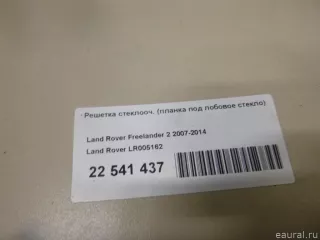 Решетка стеклооч. (планка под лобовое стекло)
Land Rover Freelander 2 2007-2014
Land Rover LR005162
22 541 437
eaural.ru